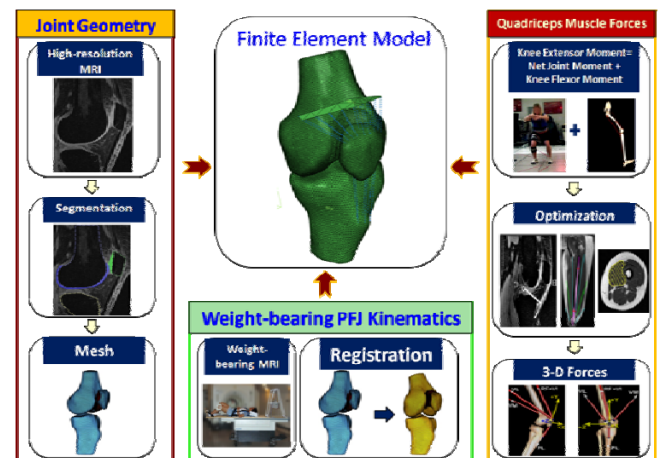 Joint Geometry
High-resolution
MRI
Segmentation
Mesh
Finite Element Model
Weight-bearing PFJ Kinematics
Weight-
bearing MRI
Registration
Quadriceps Muscle Forces
Knee Extensor Moment=
Net Joint Moment +
Knee Flexor Moment
+
Optimization
3-D Forces